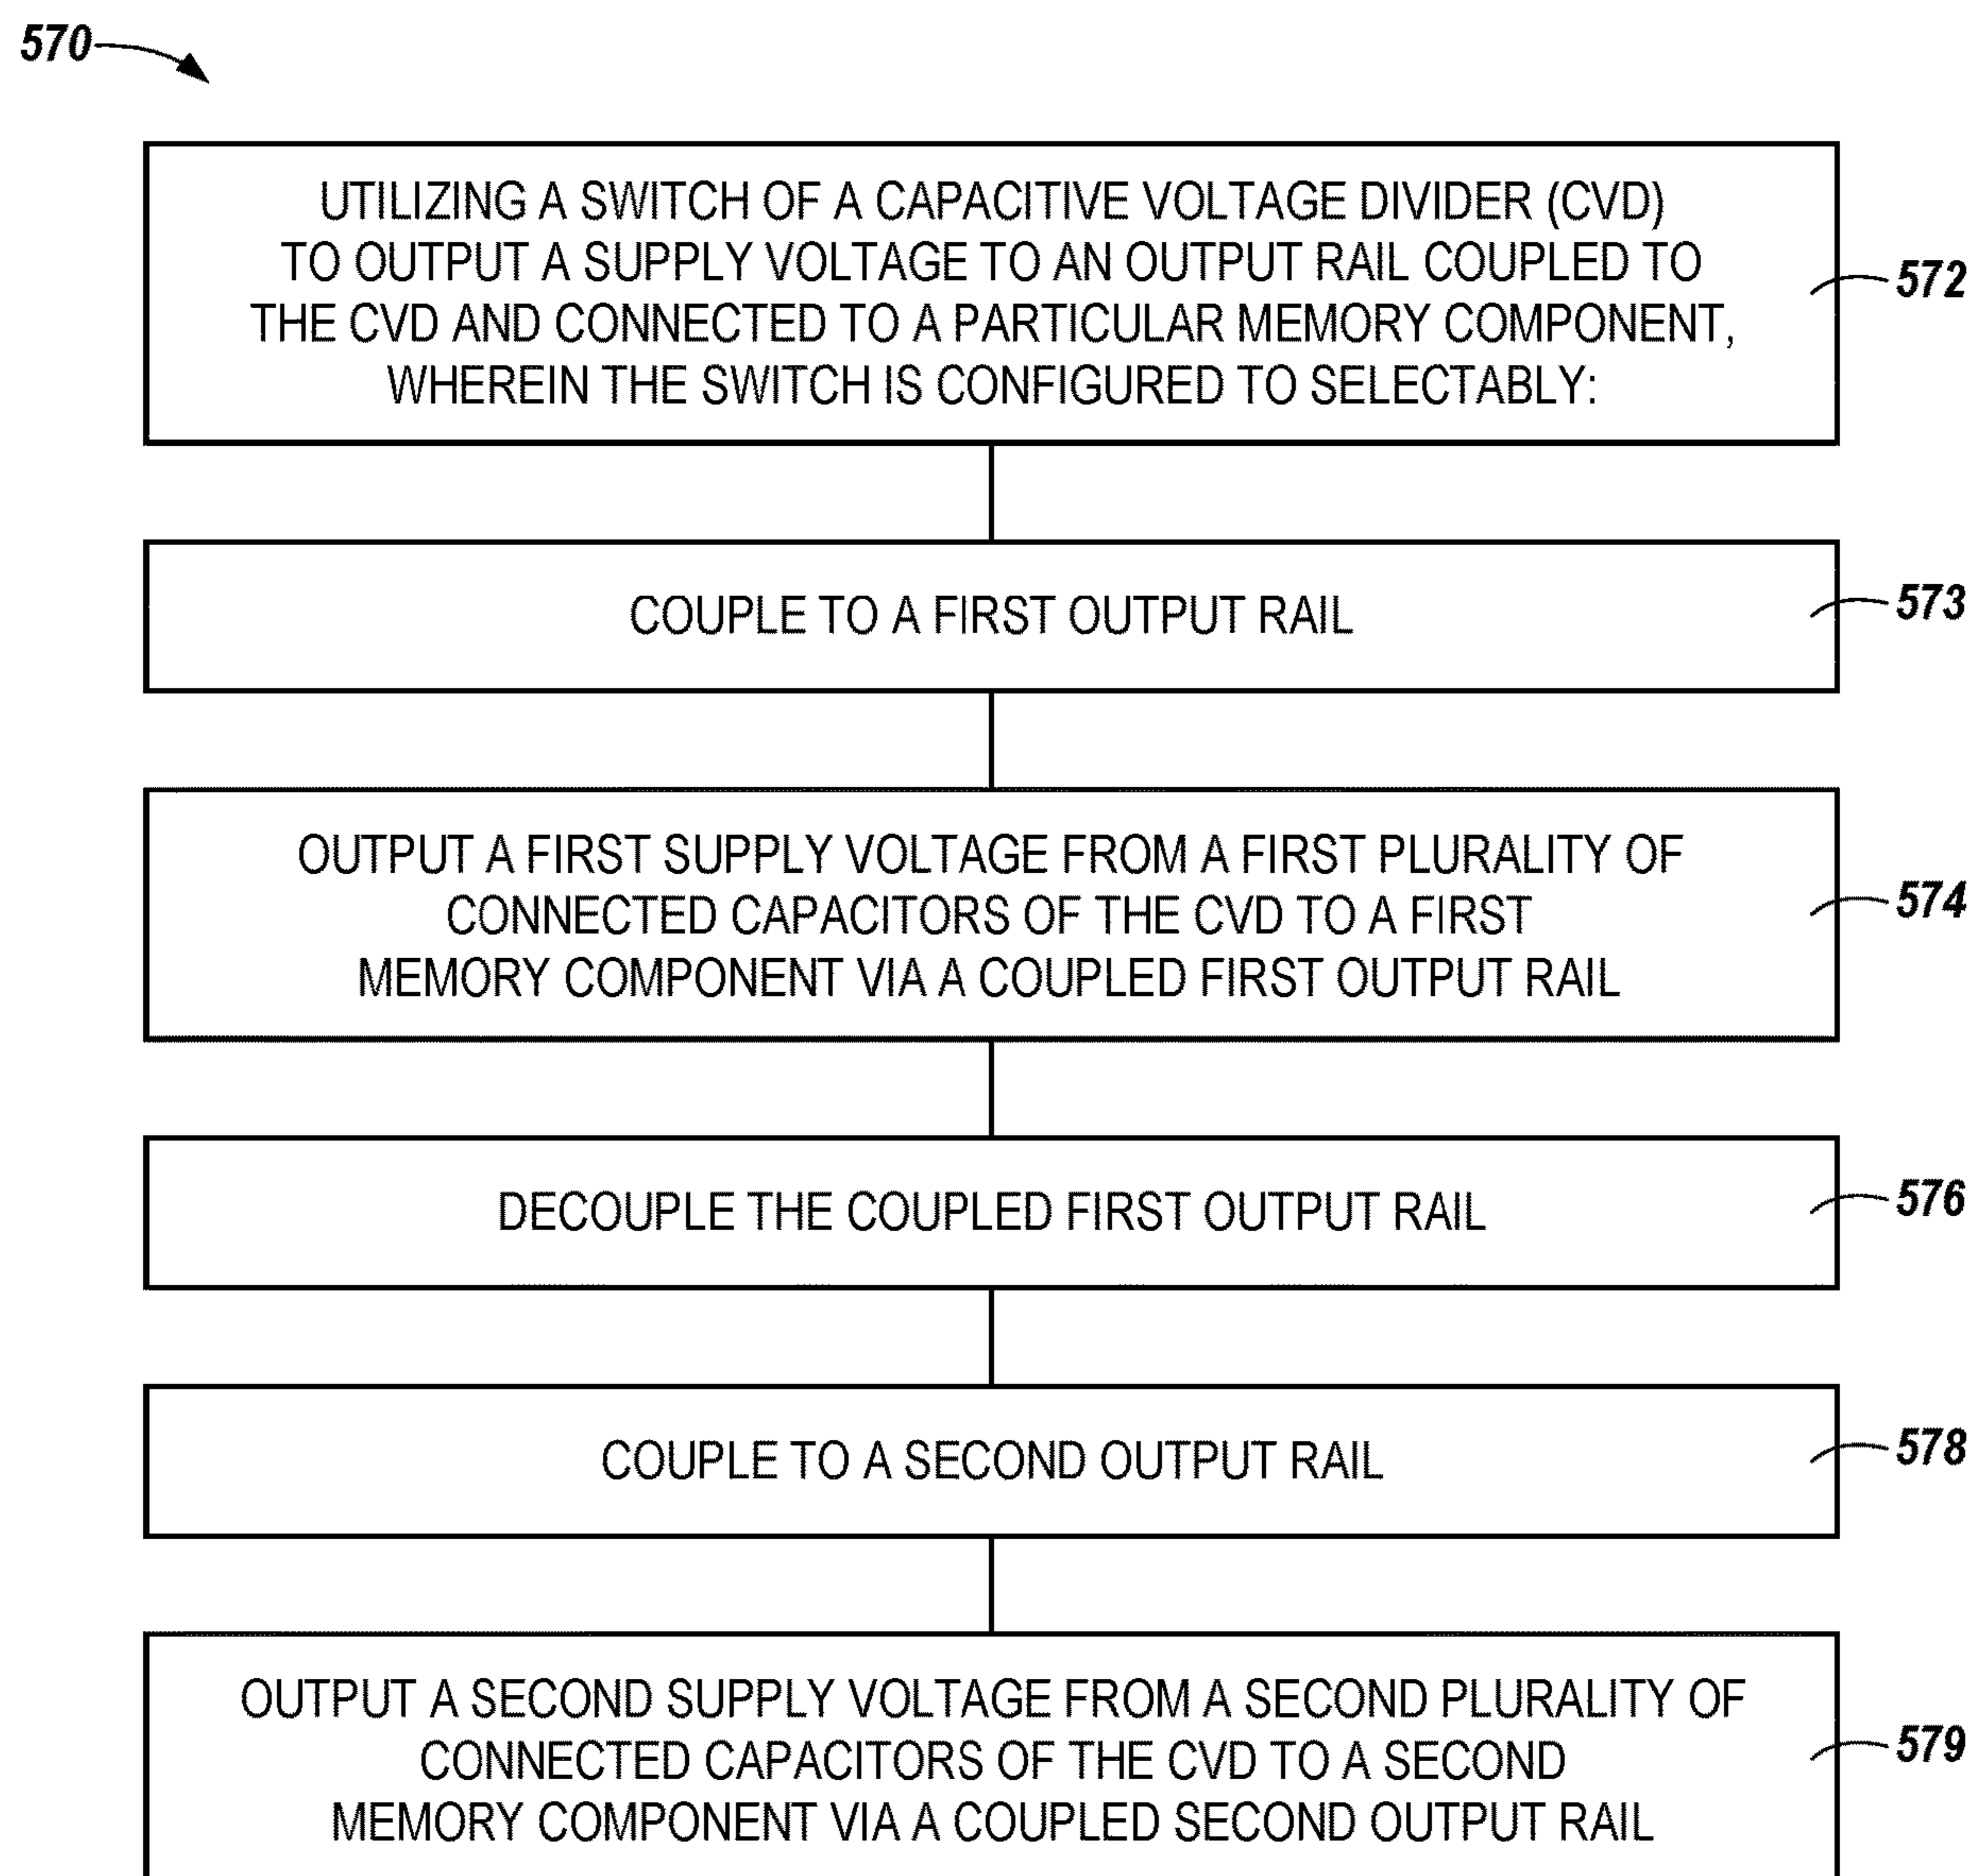 570
UTILIZING A SWITCH OF A CAPACITIVE VOLTAGE DIVIDER (CVD)
TO OUTPUT A SUPPLY VOLTAGE TO AN OUTPUT RAIL COUPLED TO
THE CVD AND CONNECTED TO A PARTICULAR MEMORY COMPONENT,
WHEREIN THE SWITCH IS CONFIGURED TO SELECTABLY:
572
COUPLE TO A FIRST OUTPUT RAIL
573
OUTPUT A FIRST SUPPLY VOLTAGE FROM A FIRST PLURALITY OF
CONNECTED CAPACITORS OF THE CVD TO A FIRST
MEMORY COMPONENT VIA A COUPLED FIRST OUTPUT RAIL
574
DECOUPLE THE COUPLED FIRST OUTPUT RAIL
576
COUPLE TO A SECOND OUTPUT RAIL
578
OUTPUT A SECOND SUPPLY VOLTAGE FROM A SECOND PLURALITY OF
CONNECTED CAPACITORS OF THE CVD TO A SECOND
MEMORY COMPONENT VIA A COUPLED SECOND OUTPUT RAIL
579